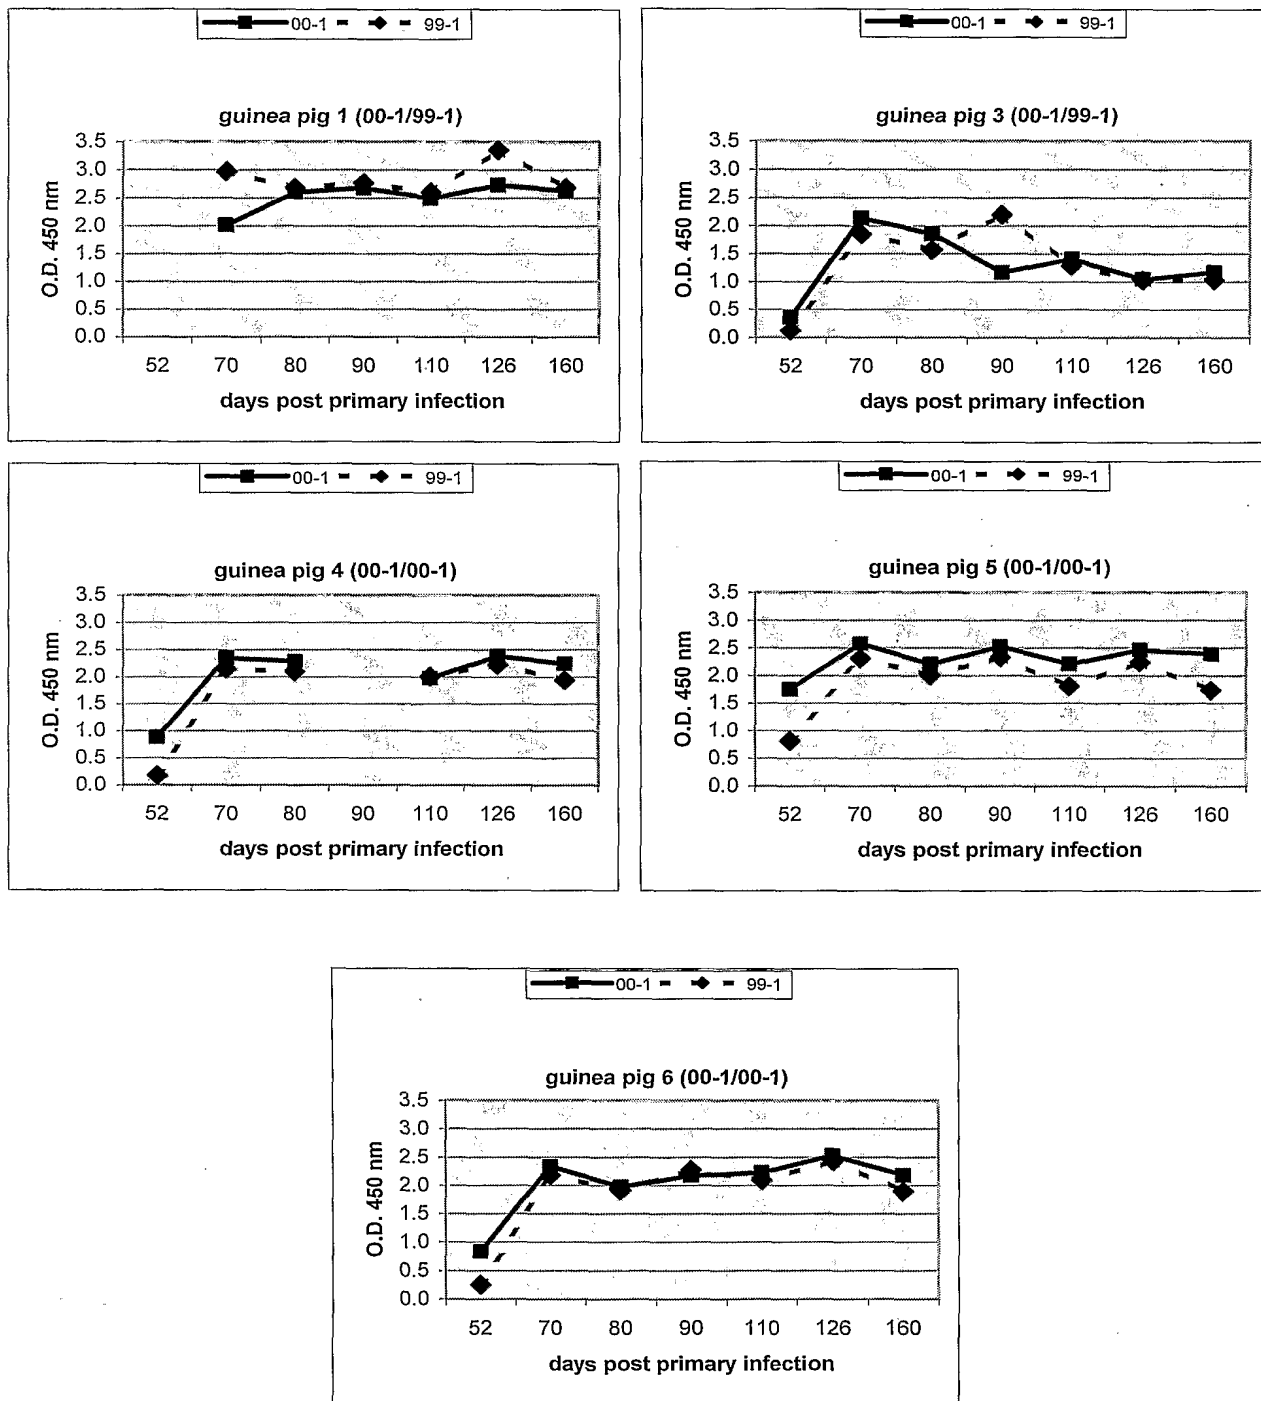 00-1 99-1
guinea pig 1 (00-1/99-1)
3.5
3.0
2.5
2.0
1.5
1.0
0.5
0.0
O.D. 450 nm
52 70 80 90 110 126 160
days post primary infection
00-1 99-1
guinea pig 3 (00-1/99-1)
3.5
3.0
2.5
2.0
1.5
1.0
0.5
0.0
O.D. 450 nm
52 70 80 90 110 126 160
days post primary infection
00-1 99-1
guinea pig 4 (00-1/00-1)
3.5
3.0
2.5
2.0
1.5
1.0
0.5
0.0
O.D. 450 nm
52 70 80 90 110 126 160
days post primary infection
00-1 99-1
guinea pig 5 (00-1/00-1)
3.5
3.0
2.5
2.0
1.5
1.0
0.5
0.0
O.D. 450 nm
52 70 80 90 110 126 160
days post primary infection
00-1 99-1
guinea pig 6 (00-1/00-1)
3.5
3.0
2.5
2.0
1.5
1.0
0.5
0.0
O.D. 450 nm
52 70 80 90 110 126 160
days post primary infection